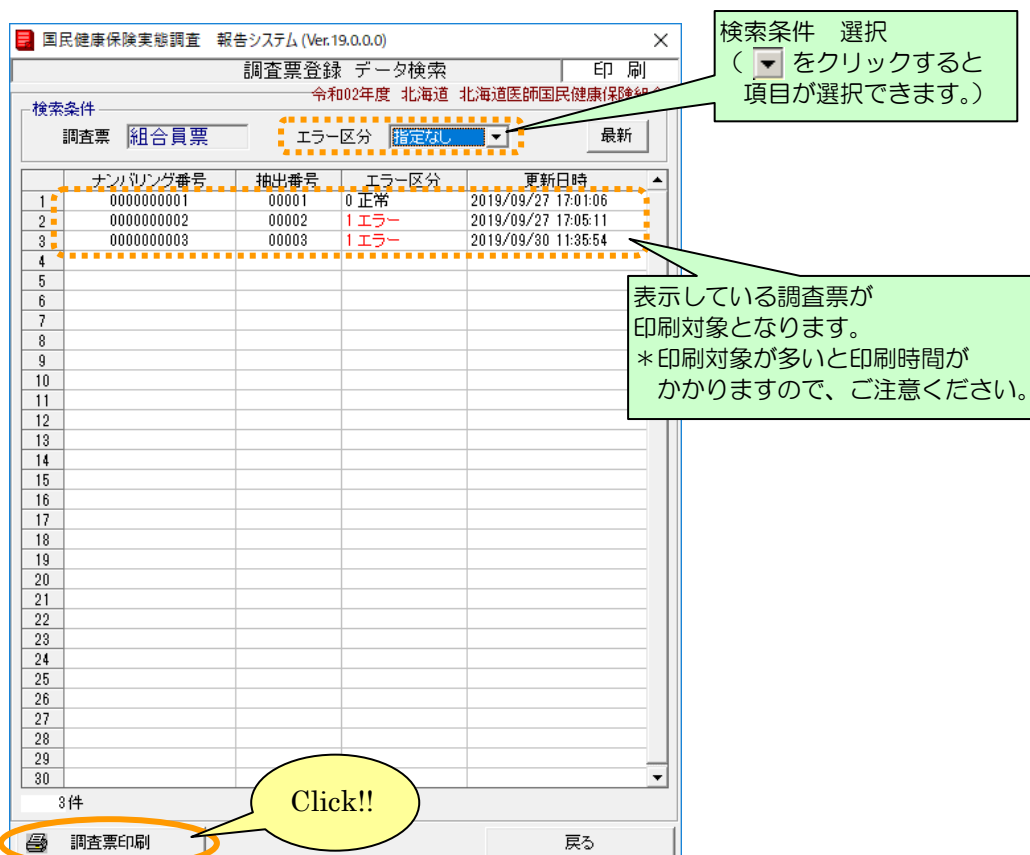 国民健康保険実態調査　報告システム (Ver.19.0.0.0)
調査票登録 データ検索
印 刷
令和02年度 北海道 北海道医師国民健康保険組合
検索条件
調査票 組合員票 エラー区分 指定なし 最新
検索条件　選択
（ をクリックすると
項目が選択できます。）
ナンバリング番号 抽出番号 エラー区分 更新日時
1 0000000001 00001 0 正常 2019/09/27 17:01:06
2 0000000002 00002 1 エラー 2019/09/27 17:05:11
3 0000000003 00003 1 エラー 2019/09/30 11:35:54
4
5
6
7
8
9
10
11
12
13
14
15
16
17
18
19
20
21
22
23
24
25
26
27
28
29
30
表示している調査票が
印刷対象となります。
＊印刷対象が多いと印刷時間が
かかりますので、ご注意ください。
3件
Click!!
調査票印刷
戻る